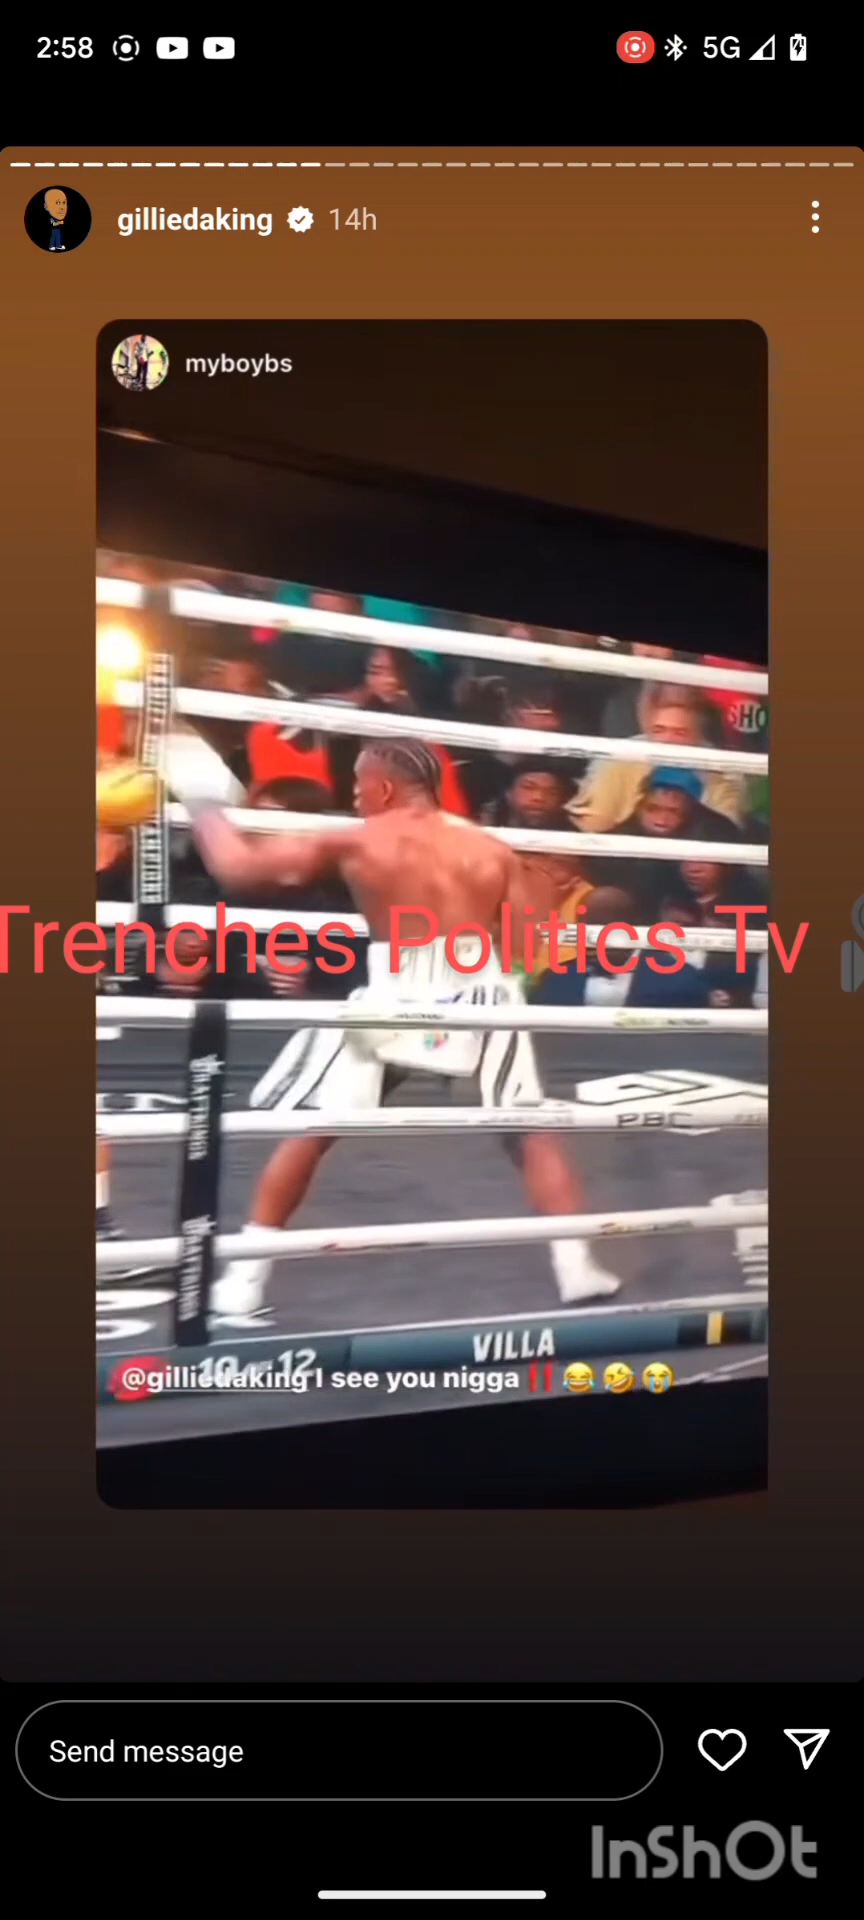 2:58
5G
gilliedaking 14h
myboybs
SHO
Trenches Politics Tv
PBC
VILLA
10 12
@gilliedaking I see you nigga‼️😂🤣😭
Send message
InShOt